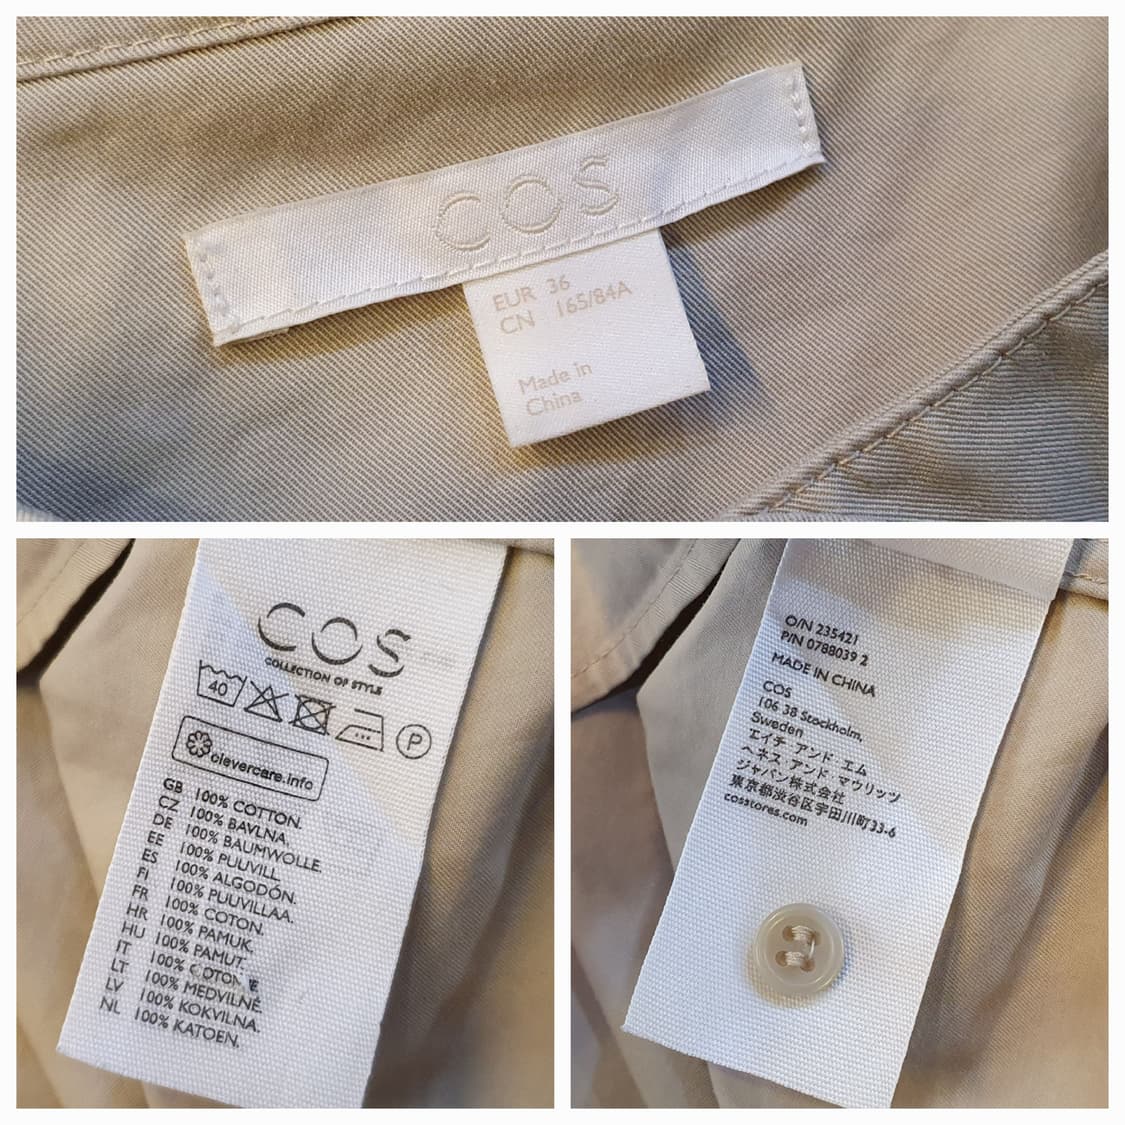 COS
EUR 36
CN 165/84A
Made in
China
COS
COLLECTION OF STYLE
40
P
clevercare.info
GB 100% COTTON.
CZ 100% BAVLNA.
DE 100% BAUMWOLLE.
EE 100% PUUVILL.
ES 100% ALGODÓN.
FI 100% PUUVILLAA.
FR 100% COTON.
HR 100% PAMUK.
HU 100% PAMUT.
IT 100% COTONE
LT 100% MEDVILNĖ.
LV 100% KOKVILNA.
NL 100% KATOEN.
O/N 235421
P/N 0788039 2
MADE IN CHINA
COS
106 38 Stockholm,
Sweden
エイチ アンド エム
ヘネス アンド マウリッツ
ジャパン株式会社
東京都渋谷区宇田川町33-6
cosstores.com